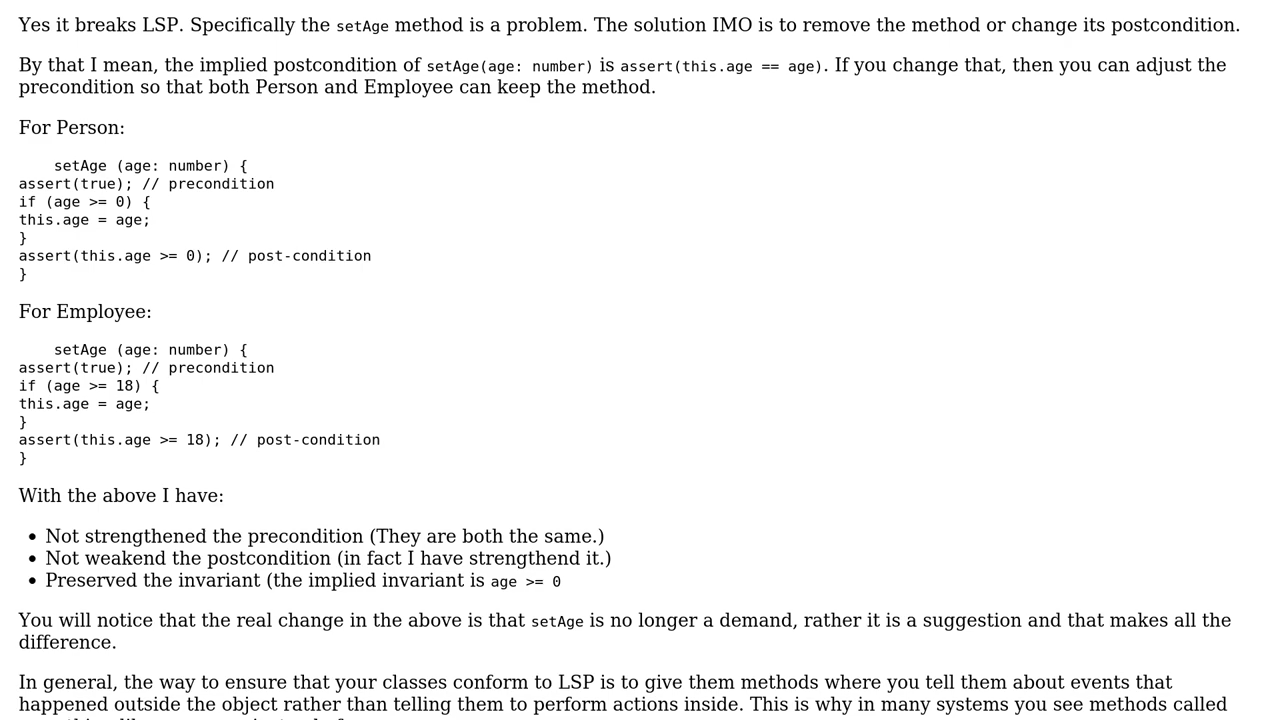 Yes it breaks LSP. Specifically the setAge method is a problem. The solution IMO is to remove the method or change its postcondition.
By that I mean, the implied postcondition of setAge(age: number) is assert(this.age == age). If you change that, then you can adjust the
precondition so that both Person and Employee can keep the method.
For Person:
setAge (age: number) {
assert(true); // precondition
if (age >= 0) {
this.age = age;
}
assert(this.age >= 0); // post-condition
}
For Employee:
setAge (age: number) {
assert(true); // precondition
if (age >= 18) {
this.age = age;
}
assert(this.age >= 18); // post-condition
}
With the above I have:
• Not strengthened the precondition (They are both the same.)
• Not weakend the postcondition (in fact I have strengthend it.)
• Preserved the invariant (the implied invariant is age >= 0
You will notice that the real change in the above is that setAge is no longer a demand, rather it is a suggestion and that makes all the
difference.
In general, the way to ensure that your classes conform to LSP is to give them methods where you tell them about events that
happened outside the object rather than telling them to perform actions inside. This is why in many systems you see methods called